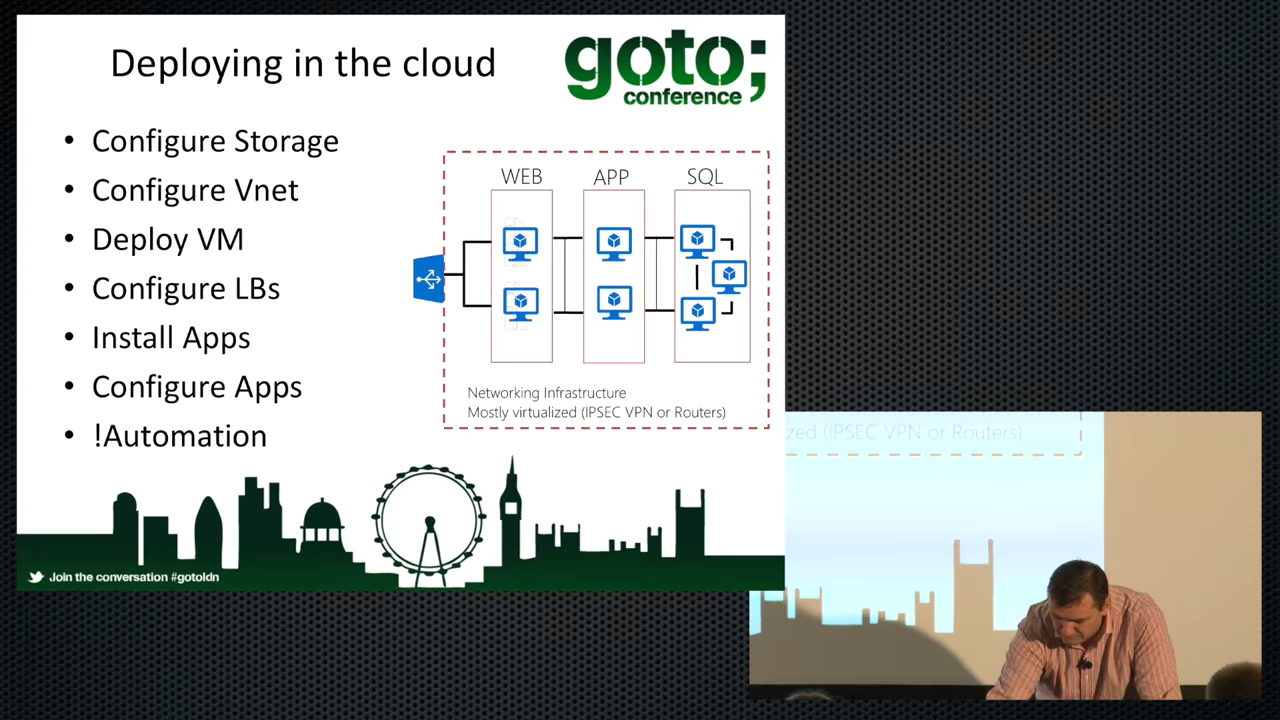 Deploying in the cloud
goto;
conference
• Configure Storage
• Configure Vnet
• Deploy VM
• Configure LBs
• Install Apps
• Configure Apps
• !Automation
WEB APP SQL
Networking Infrastructure
Mostly virtualized (IPSEC VPN or Routers)
Join the conversation #gotoldn
zed (IPSEC VPN or Routers)